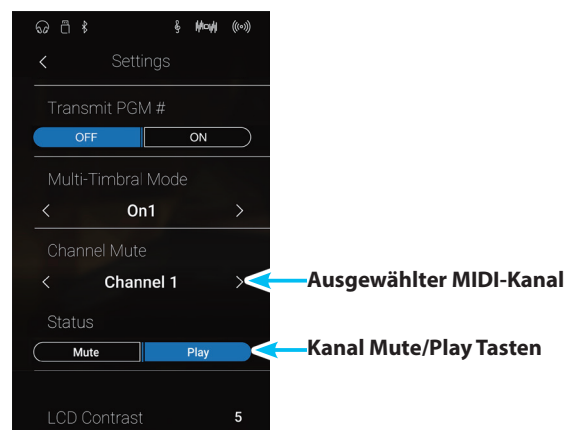 Settings
Transmit PGM #
OFF ON
Multi-Timbral Mode
< On1 >
Channel Mute
< Channel 1 > Ausgewählter MIDI-Kanal
Status
Mute Play Kanal Mute/Play Tasten
LCD Contrast 5